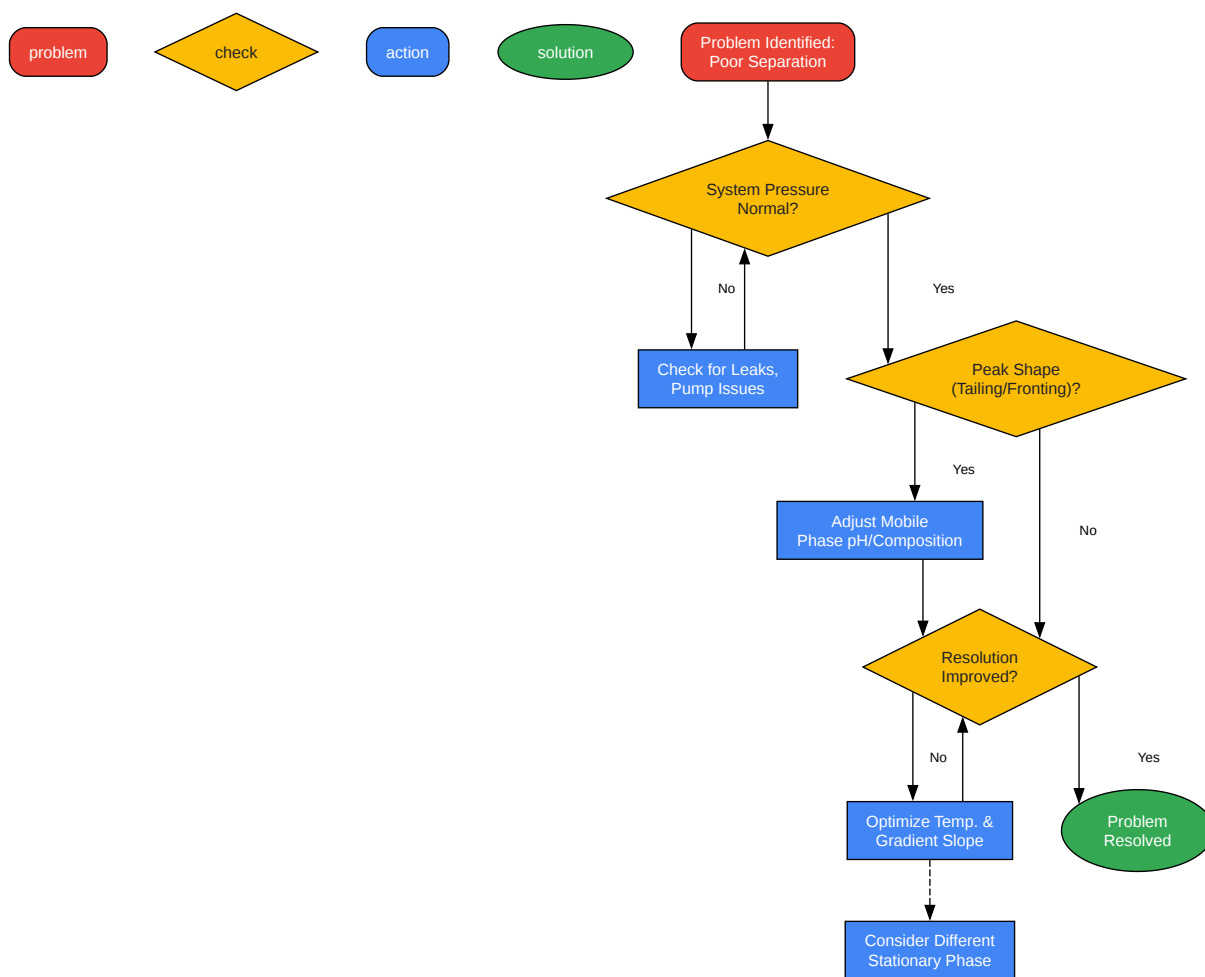 problem
check
action
solution
Problem Identified:
Poor Separation
System Pressure
Normal?
No
Yes
Check for Leaks,
Pump Issues
Peak Shape
(Tailing/Fronting)?
Yes
No
Adjust Mobile
Phase pH/Composition
Resolution
Improved?
No
Yes
Optimize Temp. &
Gradient Slope
Problem
Resolved
Consider Different
Stationary Phase